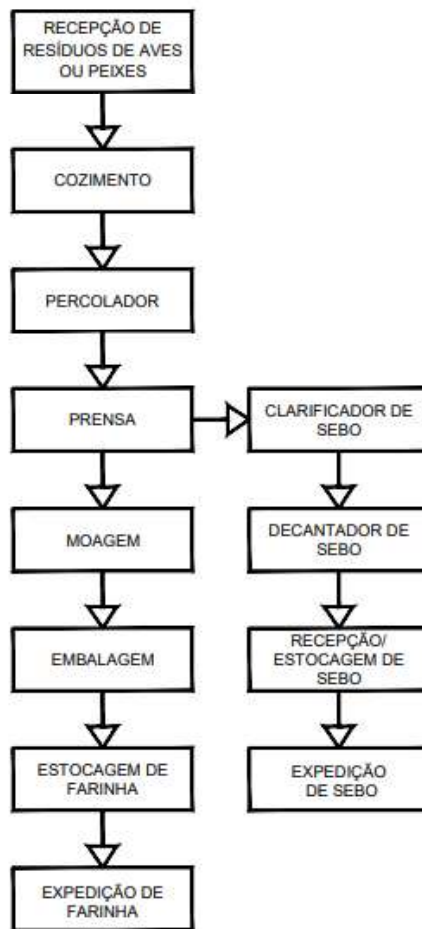 RECEPÇÃO DE
RESÍDUOS DE AVES
OU PEIXES
COZIMENTO
PERCOLADOR
PRENSA
CLARIFICADOR DE
SEBO
MOAGEM
DECANTADOR DE
SEBO
EMBALAGEM
RECEPÇÃO/
ESTOCAGEM DE
SEBO
ESTOCAGEM DE
FARINHA
EXPEDIÇÃO
DE SEBO
EXPEDIÇÃO DE
FARINHA